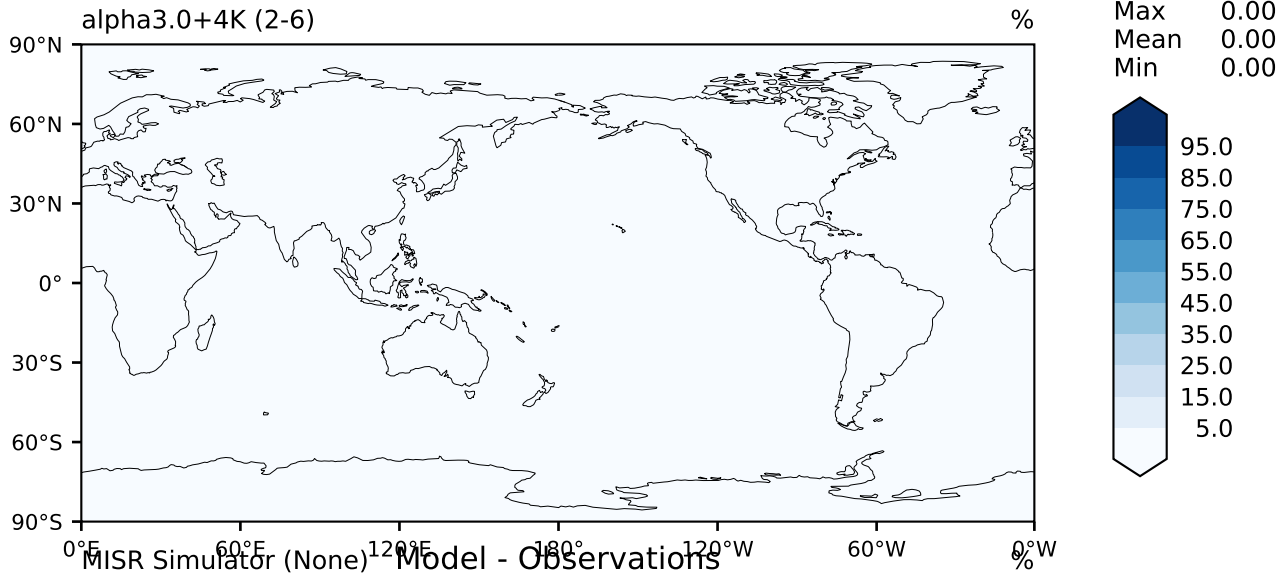 alpha3.0+4K (2-6) %
Max 0.00
Mean 0.00
Min 0.00
90°N
60°N
30°N
0°
30°S
60°S
90°S
95.0
85.0
75.0
65.0
55.0
45.0
35.0
25.0
15.0
5.0
0°E 60°E 120°E 180° 120°W 60°W 0°W
MISR Simulator (None) Model - Observations %